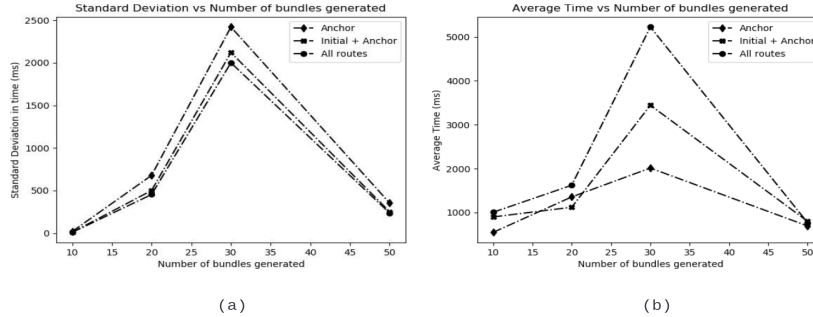 Standard Deviation vs Number of bundles generated
Standard Deviation in time (ms)
2500
2000
1500
1000
500
0
Anchor
Initial + Anchor
All routes
10 15 20 25 30 35 40 45 50
Number of bundles generated
(a)
Average Time vs Number of bundles generated
Average Time (ms)
5000
4000
3000
2000
1000
Anchor
Initial + Anchor
All routes
10 15 20 25 30 35 40 45 50
Number of bundles generated
(b)